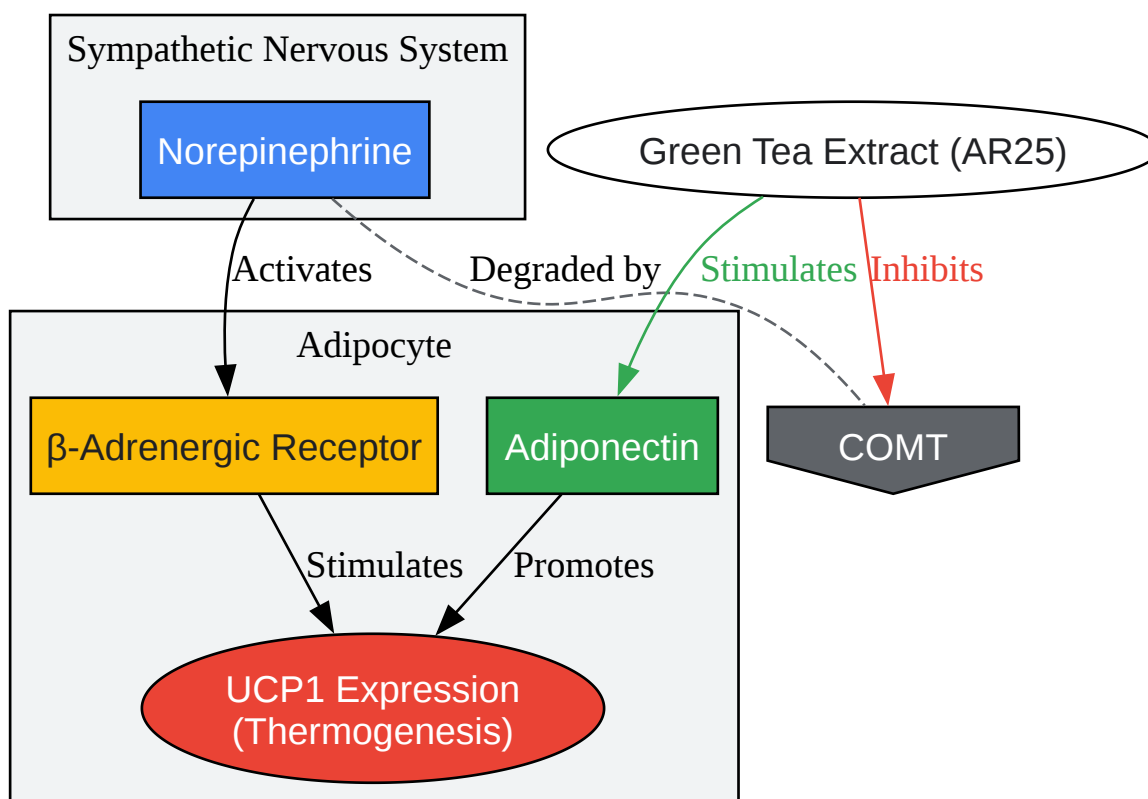 Sympathetic Nervous System
Norepinephrine
Green Tea Extract (AR25)
Activates
Degraded by
Stimulates
Inhibits
Adipocyte
β-Adrenergic Receptor
Adiponectin
COMT
Stimulates
Promotes
UCP1 Expression
(Thermogenesis)